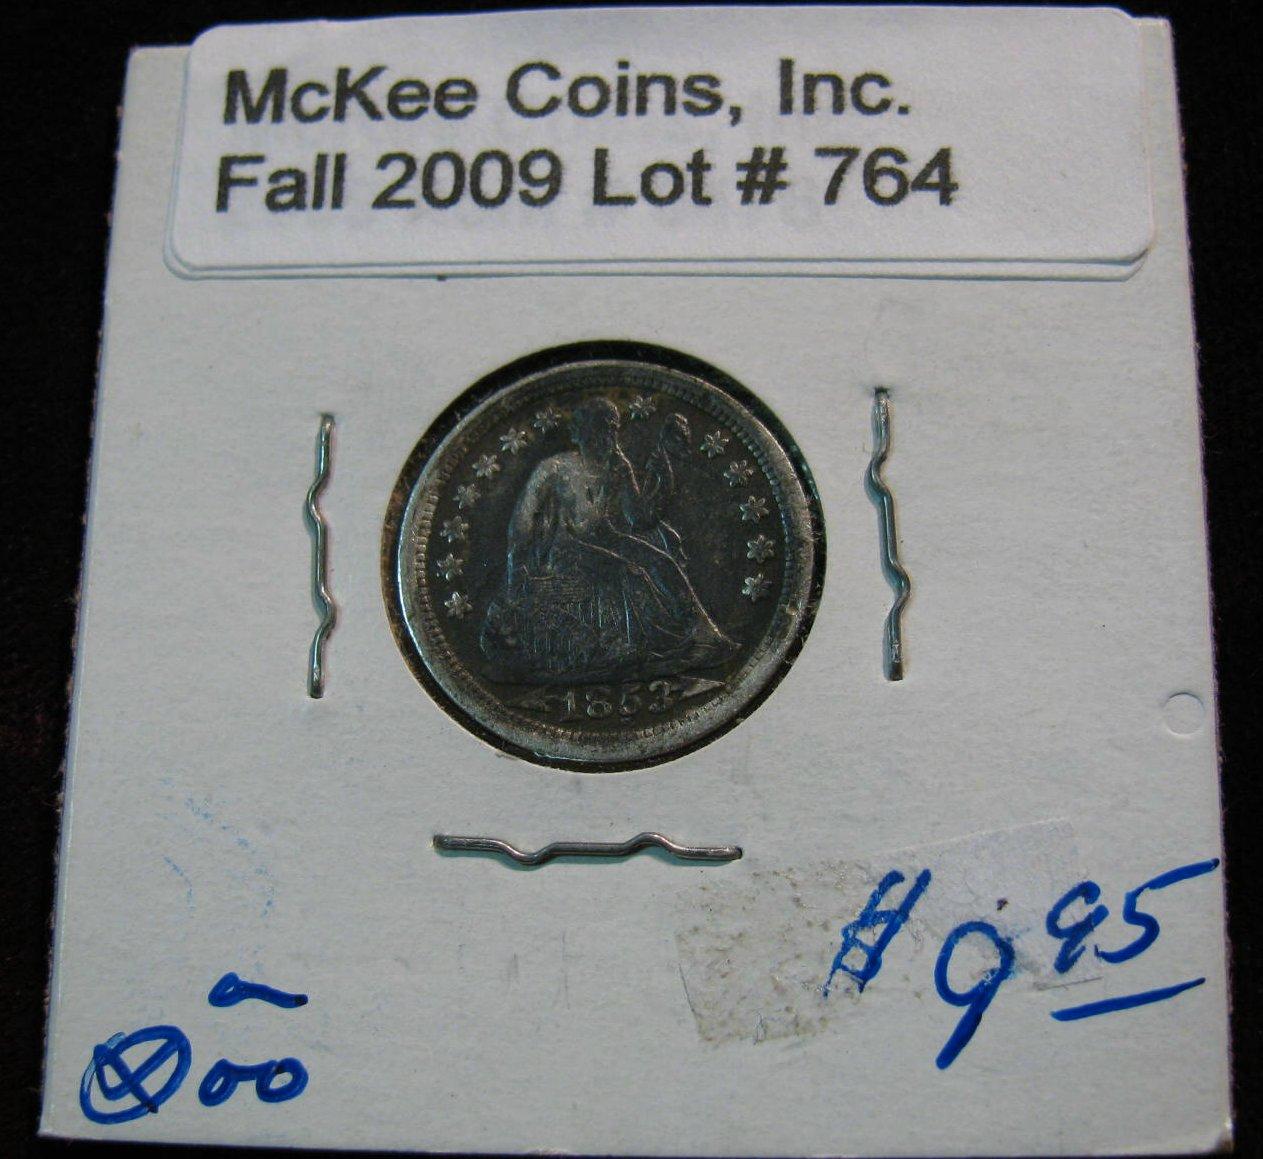 McKee Coins, Inc.
Fall 2009 Lot # 764
1853
9 95